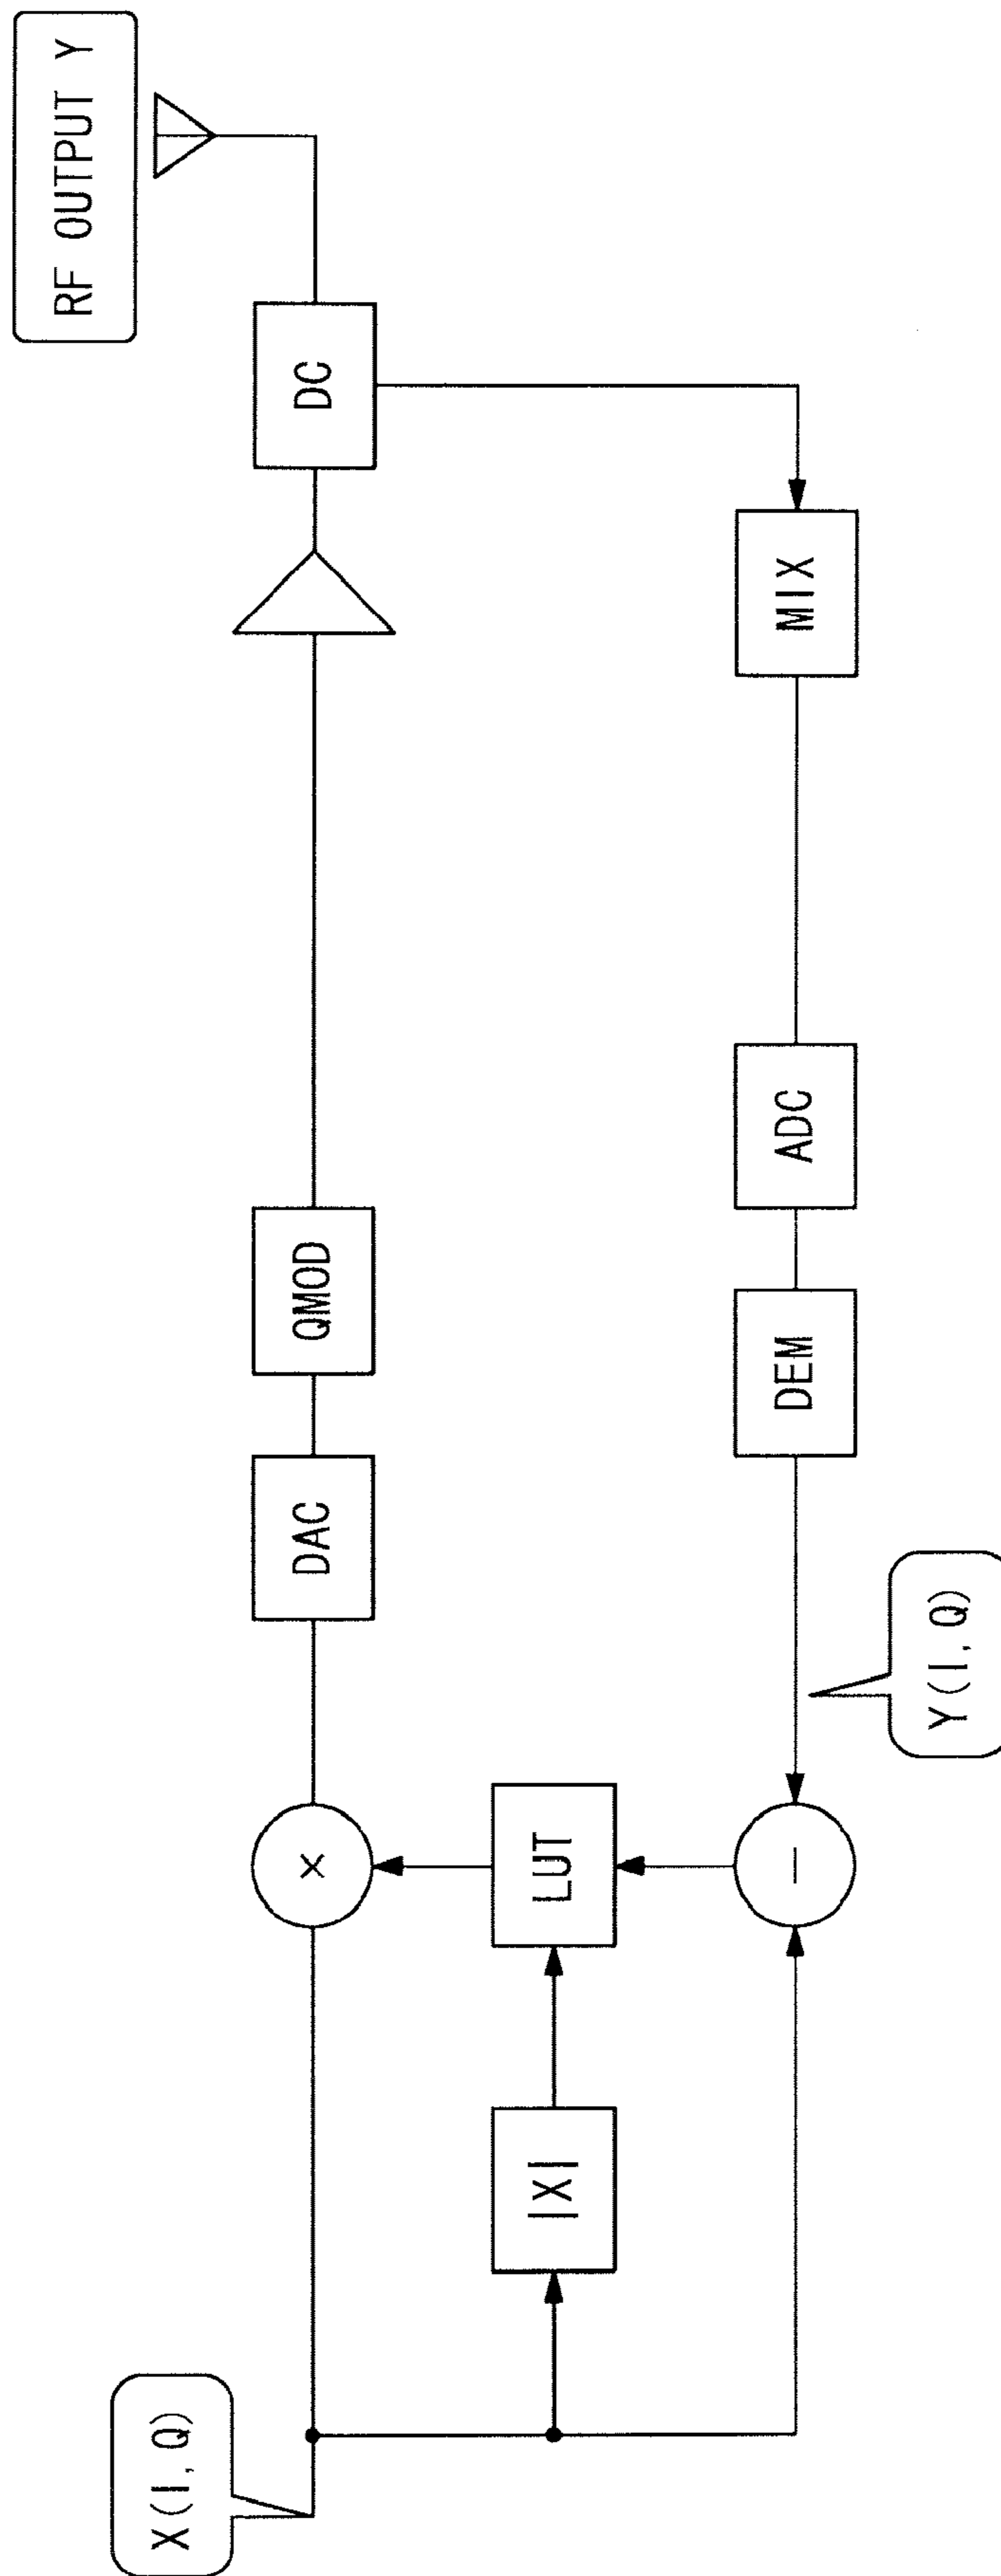 X(I,Q)
RF OUTPUT Y
×
DAC
QMOD
DC
|X|
LUT
−
DEM
ADC
MIX
Y(I,Q)